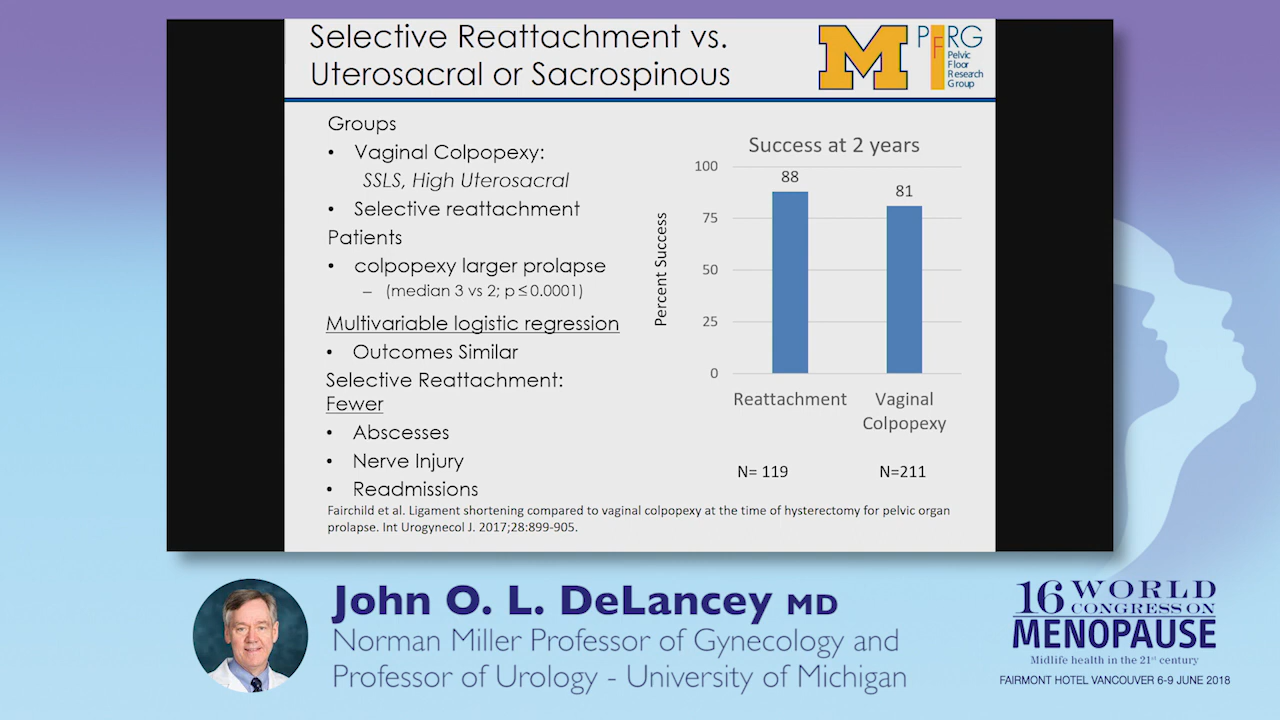 Selective Reattachment vs.
Uterosacral or Sacrospinous
M
PFRG
Pelvic
Floor
Research
Group
Groups
• Vaginal Colpopexy:
SSLS, High Uterosacral
• Selective reattachment
Patients
• colpopexy larger prolapse
– (median 3 vs 2; p ≤ 0.0001)
Multivariable logistic regression
• Outcomes Similar
Selective Reattachment:
Fewer
• Abscesses
• Nerve Injury
• Readmissions
Success at 2 years
Percent Success
100
75
50
25
0
88
81
Reattachment
Vaginal
Colpopexy
N= 119
N=211
Fairchild et al. Ligament shortening compared to vaginal colpopexy at the time of hysterectomy for pelvic organ
prolapse. Int Urogynecol J. 2017;28:899-905.
John O. L. DeLancey MD
Norman Miller Professor of Gynecology and
Professor of Urology - University of Michigan
16 WORLD
CONGRESS ON
MENOPAUSE
Midlife health in the 21st century
FAIRMONT HOTEL VANCOUVER 6-9 JUNE 2018